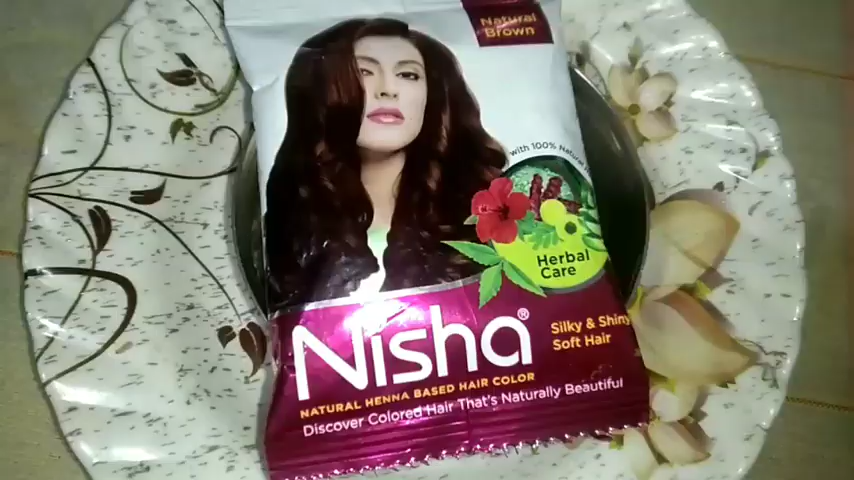 Natural
Brown
with 100% Natural
Herbal
Care
Nisha®
Silky & Shiny
Soft Hair
NATURAL HENNA BASED HAIR COLOR
Discover Colored Hair That's Naturally Beautiful